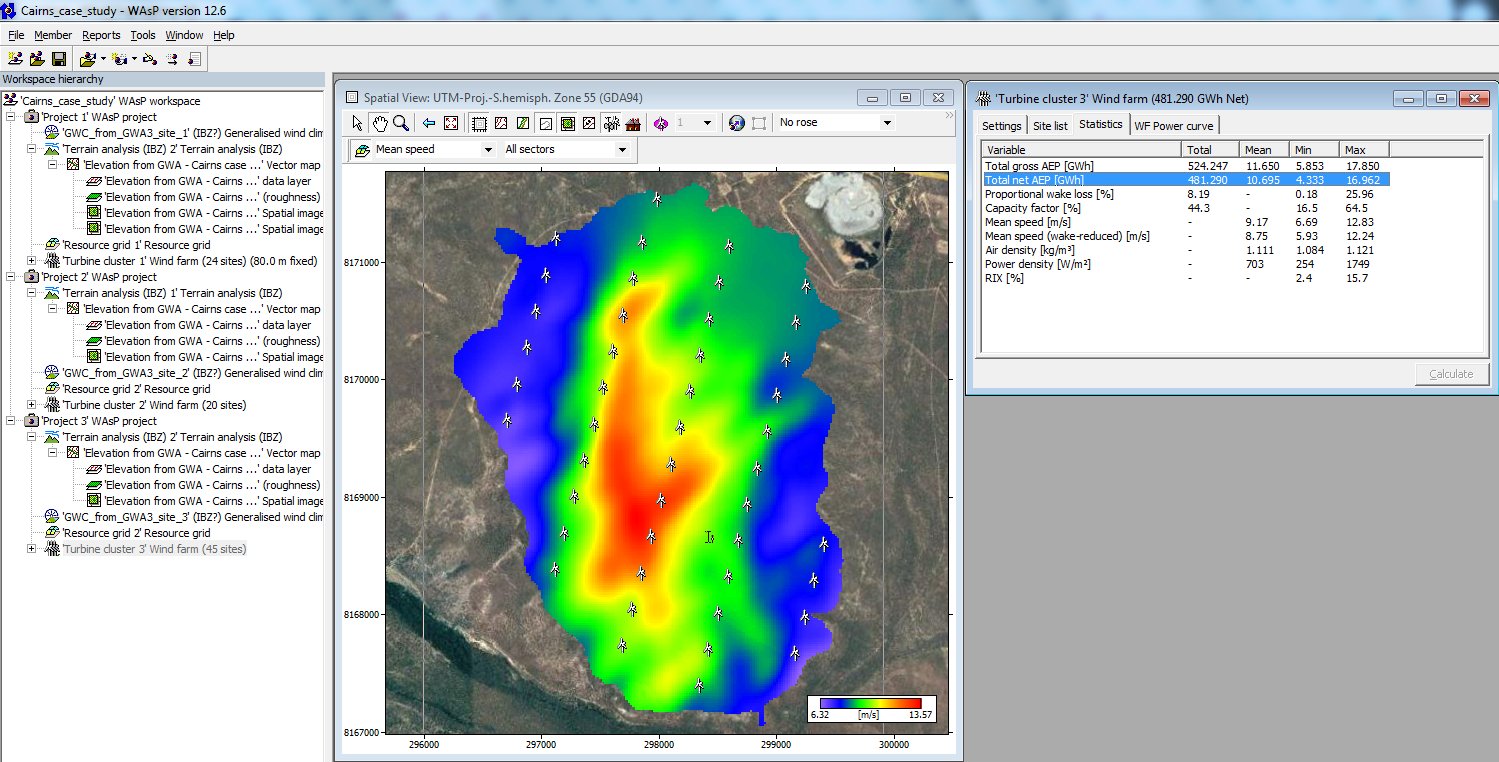 Cairns_case_study - WAsP version 12.6
File Member Reports Tools Window Help
Workspace hierarchy
'Cairns_case_study' WAsP workspace
'Project 1' WAsP project
'GWC_from_GWA3_site_1' (IBZ?) Generalised wind clim
'Terrain analysis (IBZ) 2' Terrain analysis (IBZ)
'Elevation from GWA - Cairns case ...' Vector map
'Elevation from GWA - Cairns ...' data layer
'Elevation from GWA - Cairns ...' (roughness)
'Elevation from GWA - Cairns ...' Spatial image
'Elevation from GWA - Cairns ...' Spatial image
'Resource grid 1' Resource grid
'Turbine cluster 1' Wind farm (24 sites) (80.0 m fixed)
'Project 2' WAsP project
'Terrain analysis (IBZ) 1' Terrain analysis (IBZ)
'Elevation from GWA - Cairns case ...' Vector map
'Elevation from GWA - Cairns ...' data layer
'Elevation from GWA - Cairns ...' (roughness)
'Elevation from GWA - Cairns ...' Spatial image
'GWC_from_GWA3_site_2' (IBZ?) Generalised wind clim
'Resource grid 2' Resource grid
'Turbine cluster 2' Wind farm (20 sites)
'Project 3' WAsP project
'Terrain analysis (IBZ) 2' Terrain analysis (IBZ)
'Elevation from GWA - Cairns case ...' Vector map
'Elevation from GWA - Cairns ...' data layer
'Elevation from GWA - Cairns ...' (roughness)
'Elevation from GWA - Cairns ...' Spatial image
'GWC_from_GWA3_site_3' (IBZ?) Generalised wind clim
'Resource grid 2' Resource grid
'Turbine cluster 3' Wind farm (45 sites)
Spatial View: UTM-Proj.-S.hemisph. Zone 55 (GDA94)
1 No rose
Mean speed All sectors
8171000
8170000
8169000
8168000
8167000
296000 297000 298000 299000 300000
6.32 [m/s] 13.57
'Turbine cluster 3' Wind farm (481.290 GWh Net)
Settings Site list Statistics WF Power curve
Variable Total Mean Min Max
Total gross AEP [GWh] 524.247 11.650 5.853 17.850
Total net AEP [GWh] 481.290 10.695 4.333 16.962
Proportional wake loss [%] 8.19 - 0.18 25.96
Capacity factor [%] 44.3 - 16.5 64.5
Mean speed [m/s] - 9.17 6.69 12.83
Mean speed (wake-reduced) [m/s] - 8.75 5.93 12.24
Air density [kg/m³] - 1.111 1.084 1.121
Power density [W/m²] - 703 254 1749
RIX [%] - - 2.4 15.7
Calculate